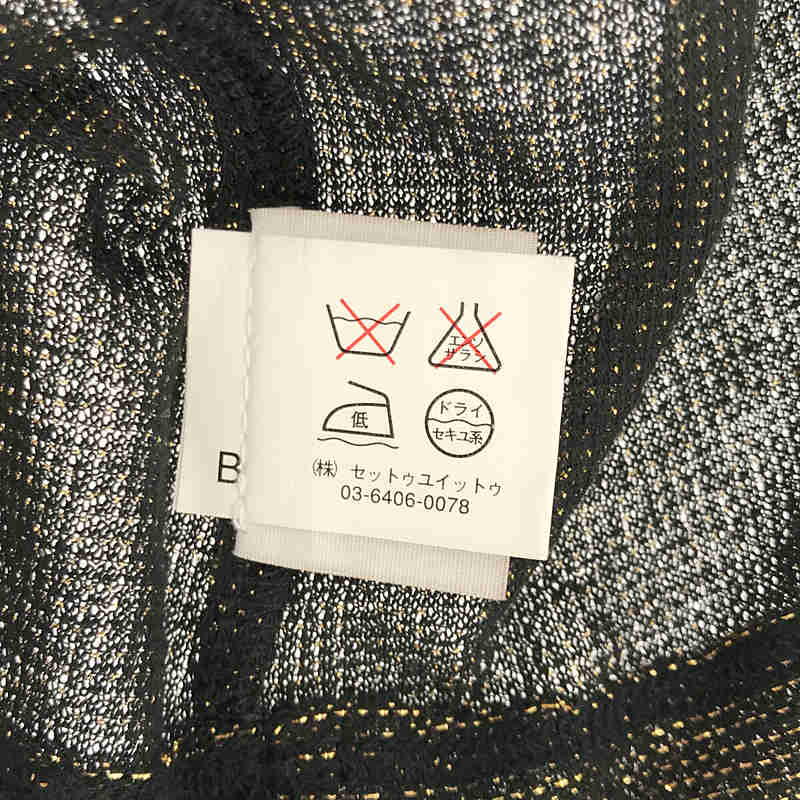 エンソ
サラシ
低
ドライ
セキユ系
B
（株） セットゥユイットゥ
03-6406-0078